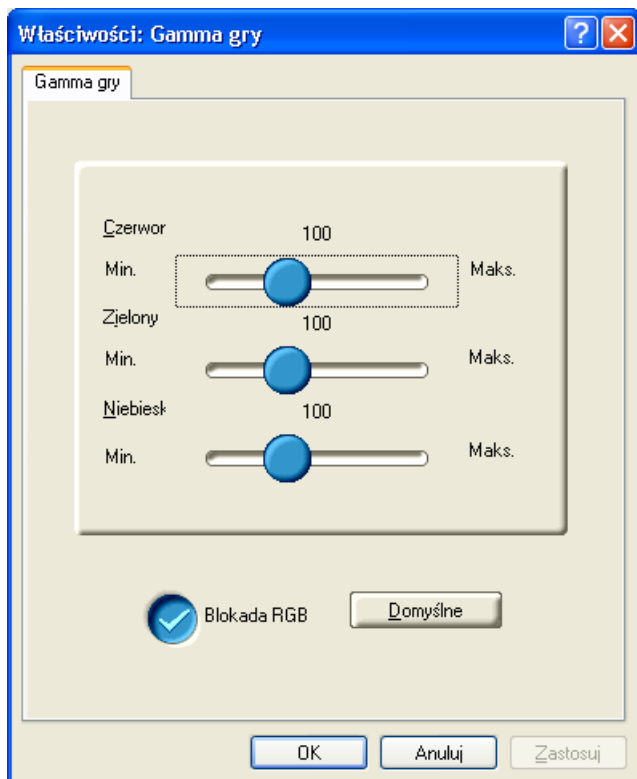 Właściwości: Gamma gry
Gamma gry
Czerwor
100
Min.
Maks.
Zielony
100
Min.
Maks.
Niebiesk
100
Min.
Maks.
Blokada RGB
Domyślne
OK
Anuluj
Zastosuj